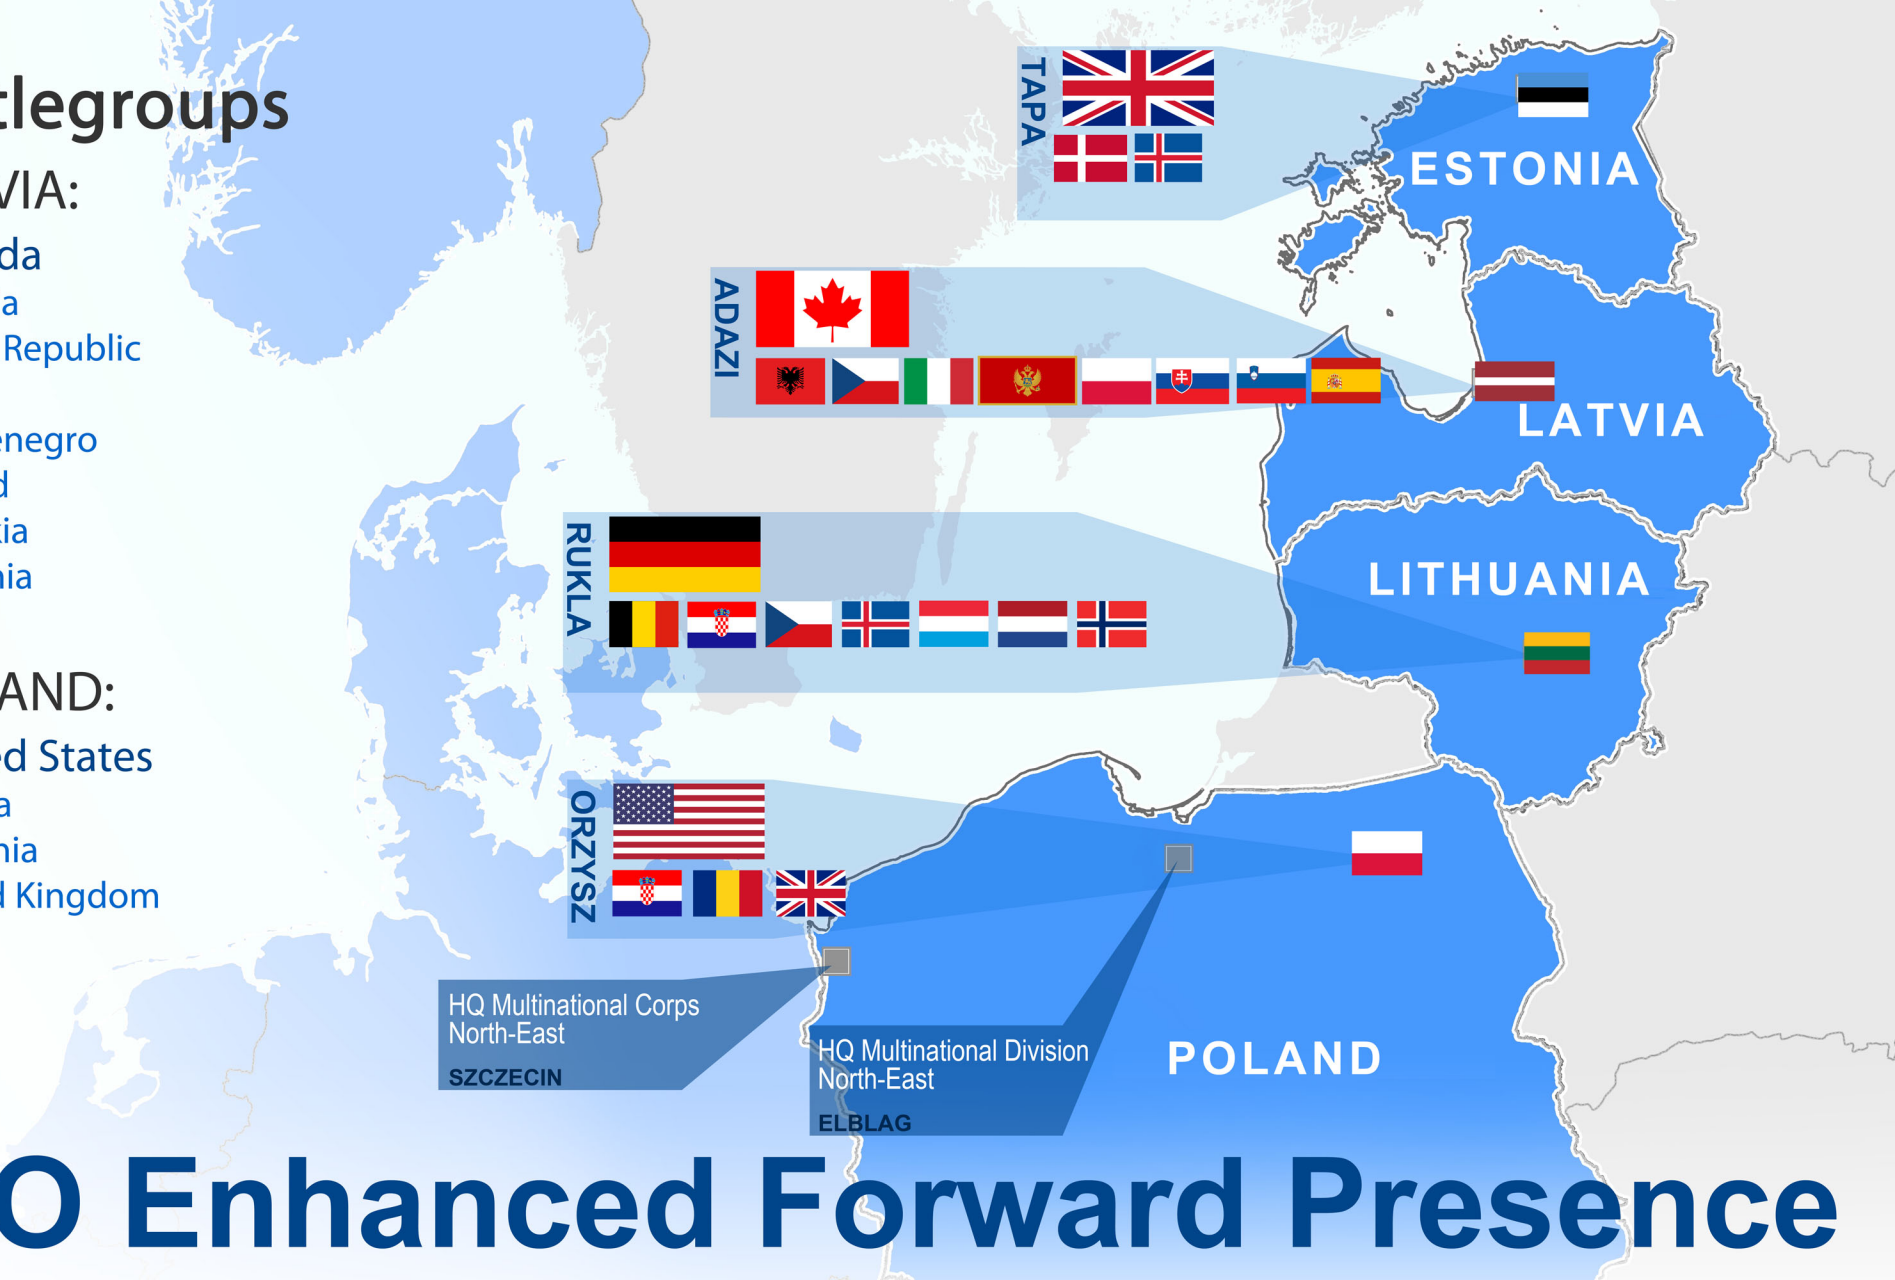 tlegroups
VIA:
da
a
Republic
enegro
d
kia
nia
AND:
ed States
a
nia
d Kingdom
TAPA
ESTONIA
ADAZI
LATVIA
RUKLA
LITHUANIA
ORZYSZ
HQ Multinational Corps
North-East
SZCZECIN
HQ Multinational Division
North-East
ELBLAG
POLAND
O Enhanced Forward Presence